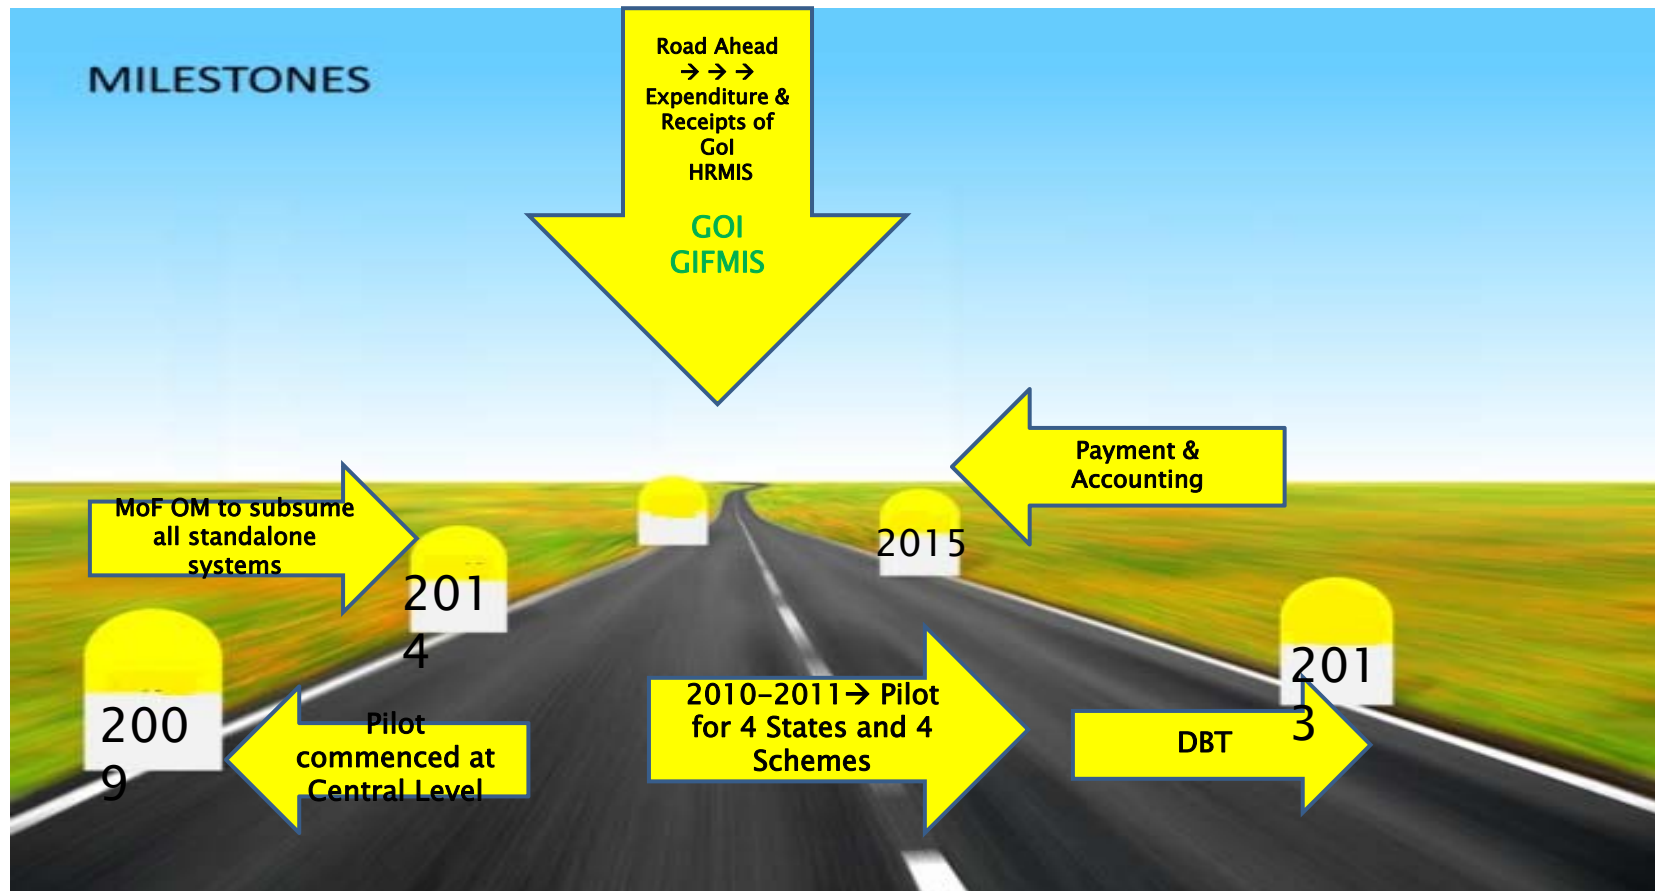 MILESTONES
Road Ahead
→ → →
Expenditure &
Receipts of
GoI
HRMIS
GOI
GIFMIS
Payment &
Accounting
MoF OM to subsume
all standalone
systems
2015
201
4
201
3
200
9
Pilot
commenced at
Central Level
2010-2011→ Pilot
for 4 States and 4
Schemes
DBT